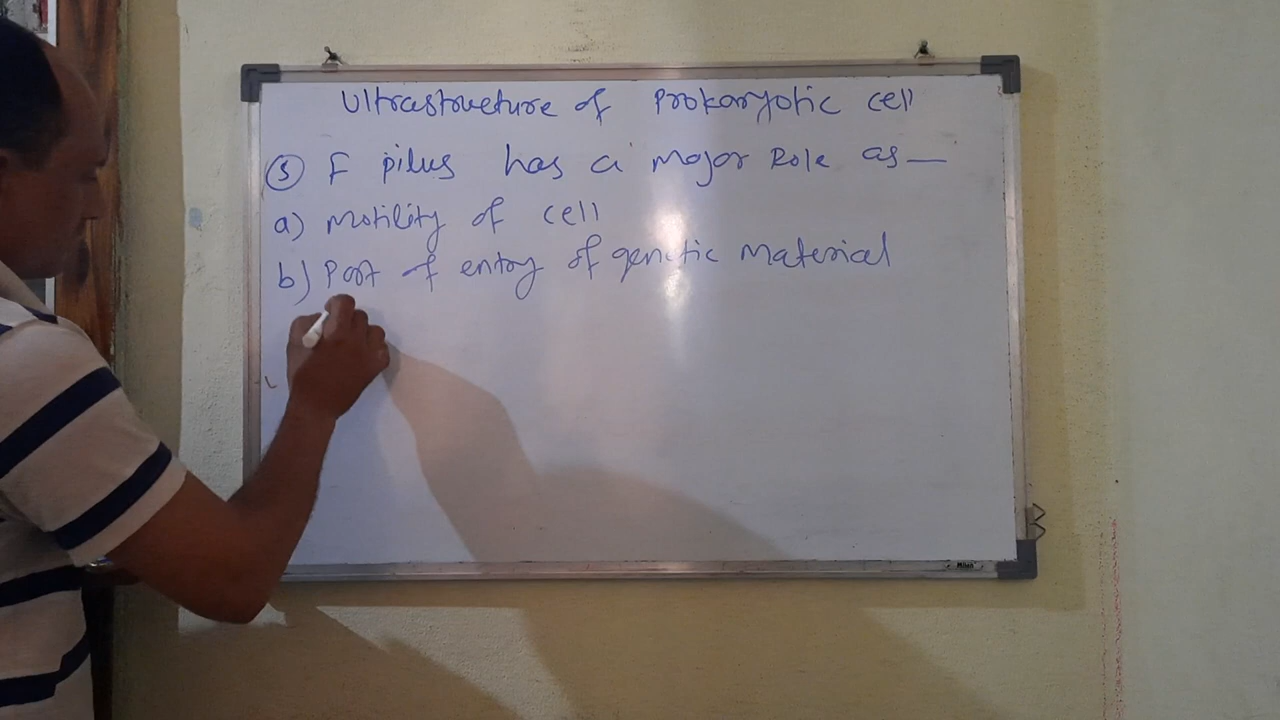 Ultrastructure of Prokaryotic cell
⑤ F pilus has a major Role as —
a) Motility of cell
b) Port of entry of genetic Material
Milan